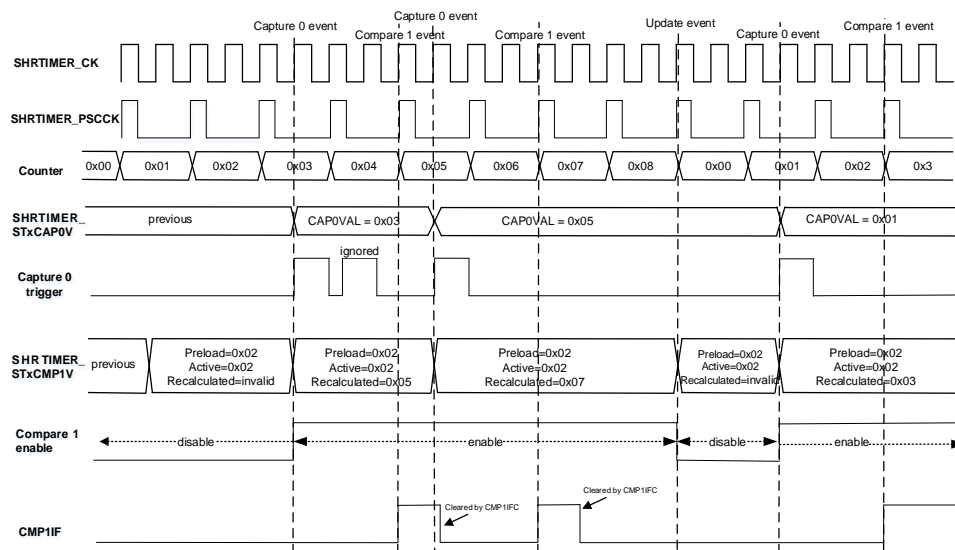 Capture 0 event
Capture 0 event
Compare 1 event
Compare 1 event
Update event
Capture 0 event
Compare 1 event
SHRTIMER_CK
SHRTIMER_PSCCK
Counter
0x00
0x01
0x02
0x03
0x04
0x05
0x06
0x07
0x08
0x00
0x01
0x02
0x3
SHRTIMER_
STxCAP0V
previous
CAP0VAL = 0x03
CAP0VAL = 0x05
CAP0VAL = 0x01
Capture 0
trigger
ignored
SHRTIMER_
STxCMP1V
previous
Preload=0x02
Active=0x02
Recalculated=invalid
Preload=0x02
Active=0x02
Recalculated=0x05
Preload=0x02
Active=0x02
Recalculated=0x07
Preload=0x02
Active=0x02
Recalculated=invalid
Preload=0x02
Active=0x02
Recalculated=0x03
Compare 1
enable
disable
enable
disable
enable
CMP1IF
Cleared by CMP1IFC
Cleared by CMP1IFC